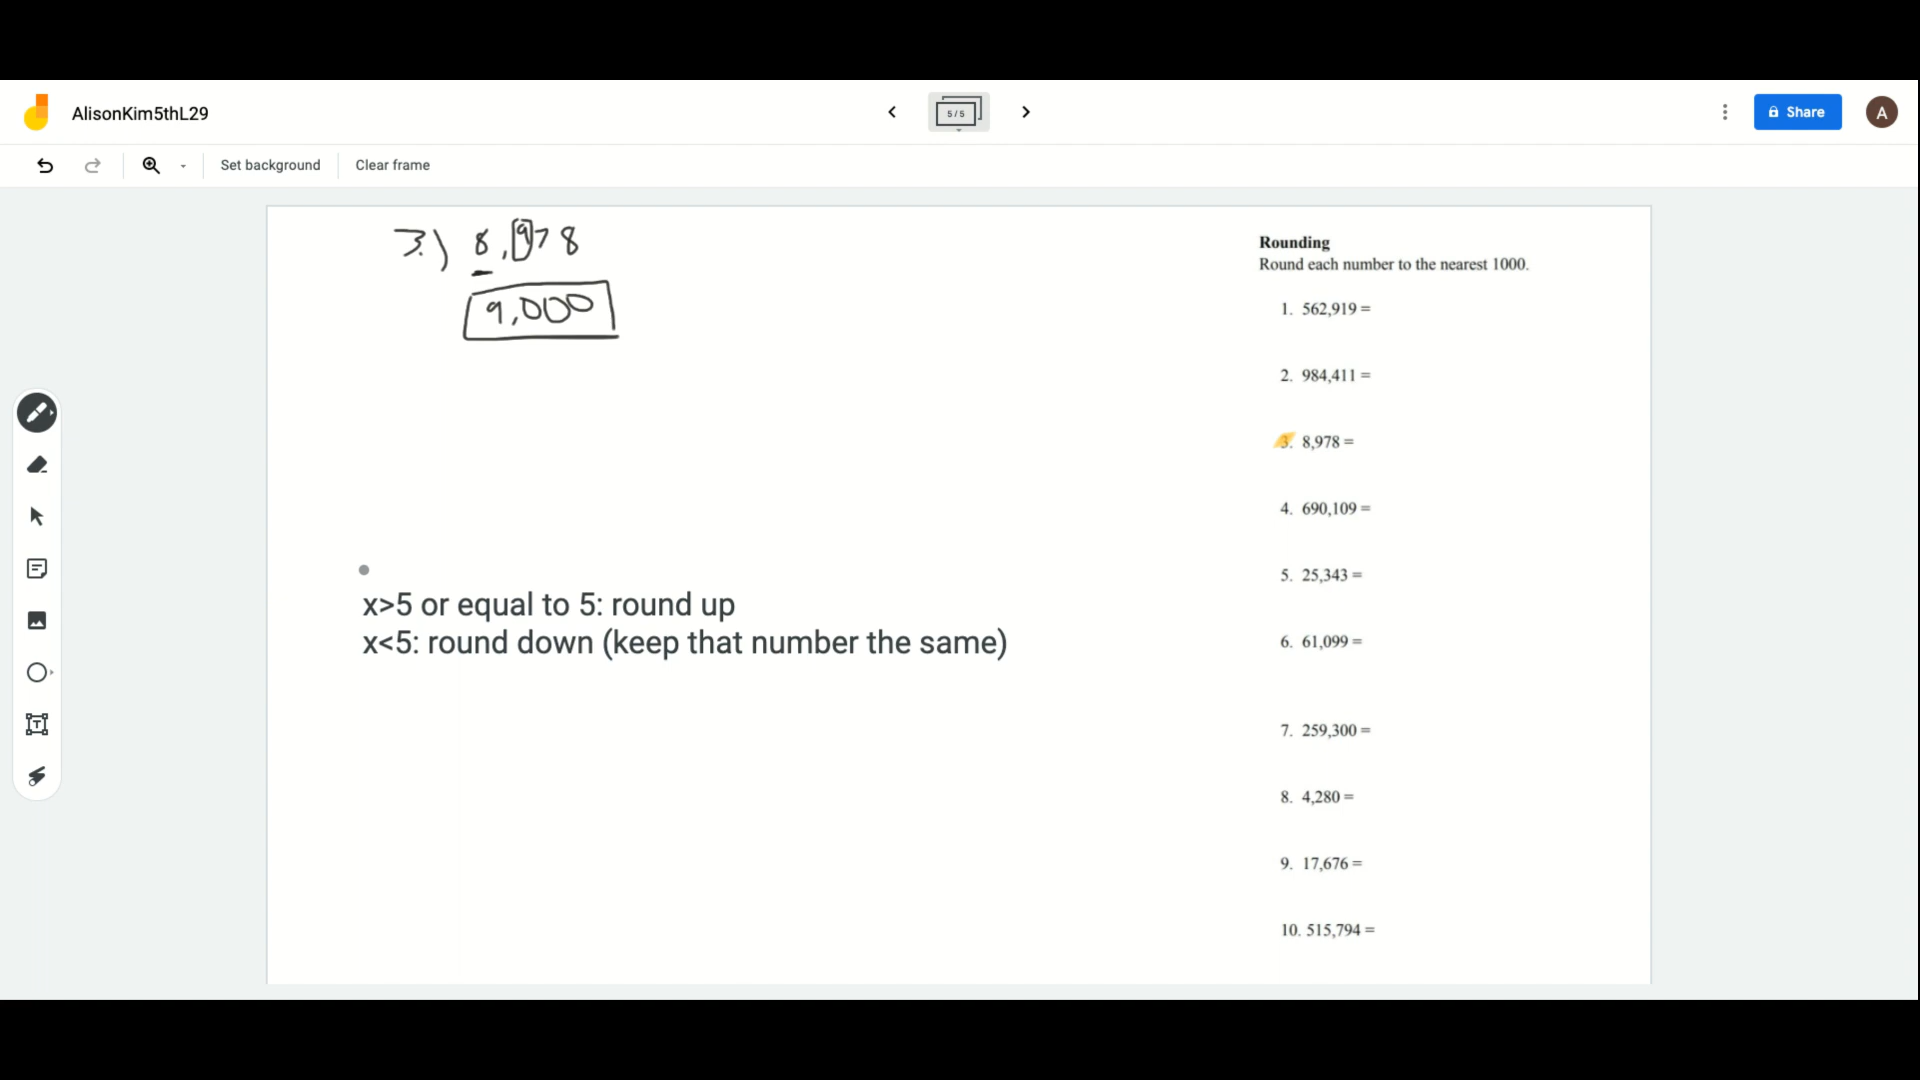 AlisonKim5thL29
5 / 5
Share
A
Set background
Clear frame
3.) 8,978
9,000
x>5 or equal to 5: round up
x<5: round down (keep that number the same)
Rounding
Round each number to the nearest 1000.
1. 562,919 =
2. 984,411 =
3. 8,978 =
4. 690,109 =
5. 25,343 =
6. 61,099 =
7. 259,300 =
8. 4,280 =
9. 17,676 =
10. 515,794 =